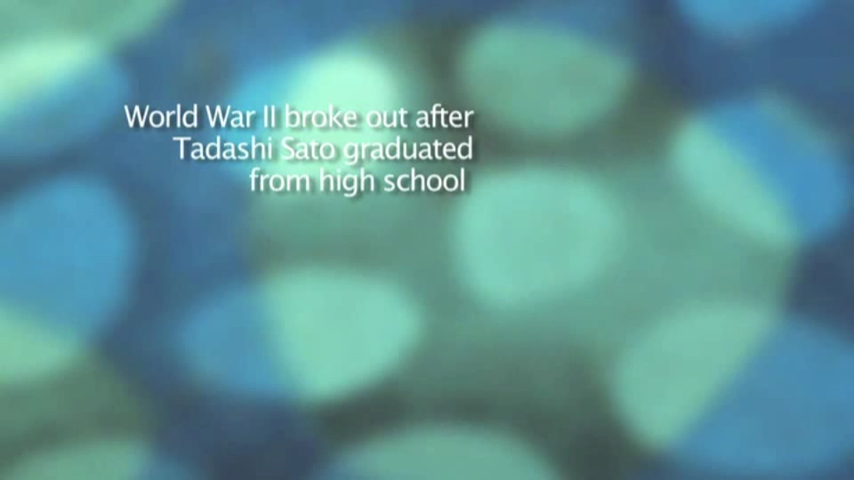 World War II broke out after
Tadashi Sato graduated
from high school